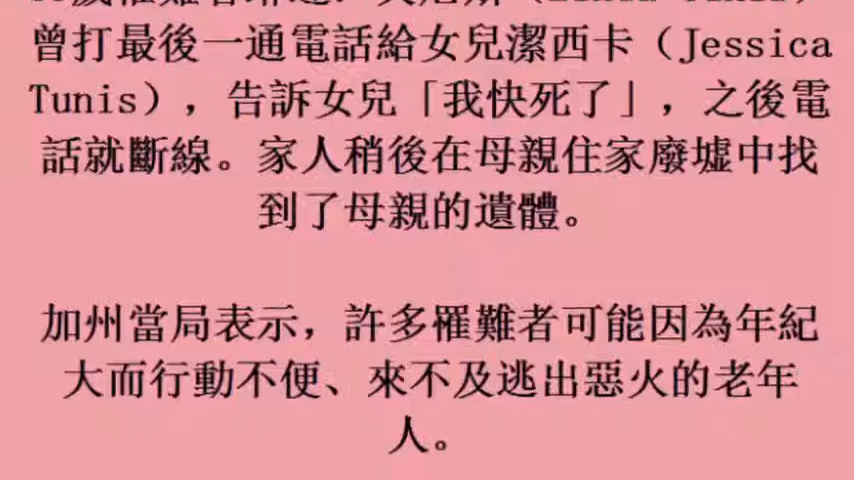 曾打最後一通電話給女兒潔西卡（Jessica
Tunis），告訴女兒「我快死了」，之後電
話就斷線。家人稍後在母親住家廢墟中找
到了母親的遺體。
加州當局表示，許多罹難者可能因為年紀
大而行動不便、來不及逃出惡火的老年
人。